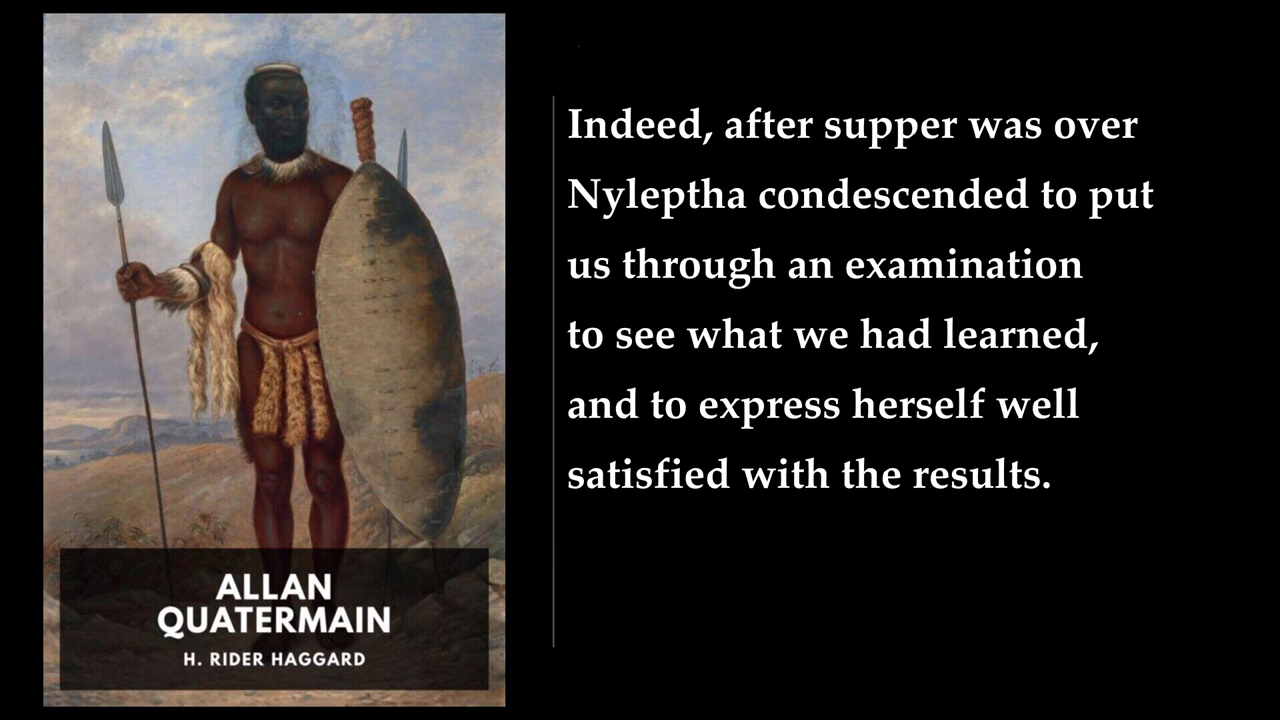 ALLAN
QUATERMAIN
H. RIDER HAGGARD
Indeed, after supper was over
Nyleptha condescended to put
us through an examination
to see what we had learned,
and to express herself well
satisfied with the results.